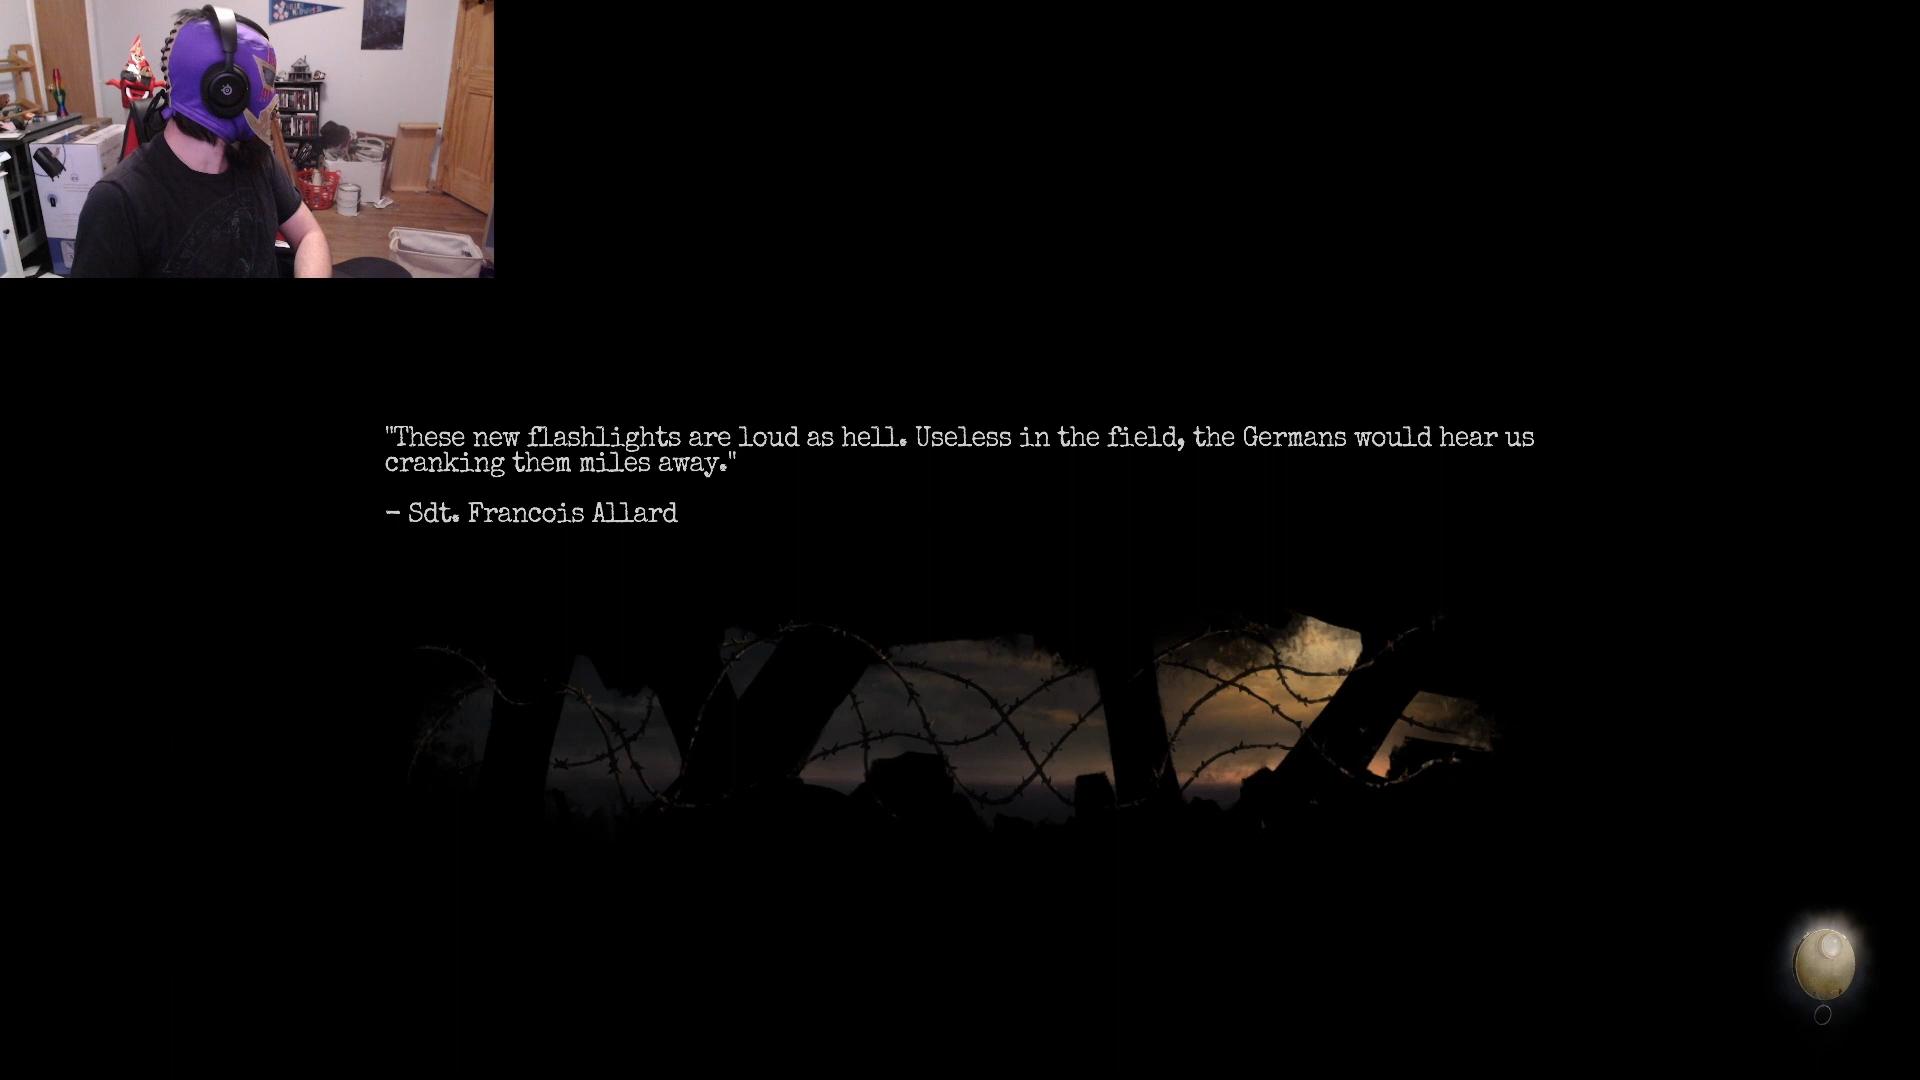 "These new flashlights are loud as hell. Useless in the field, the Germans would hear us
cranking them miles away."
- Sdt. Francois Allard